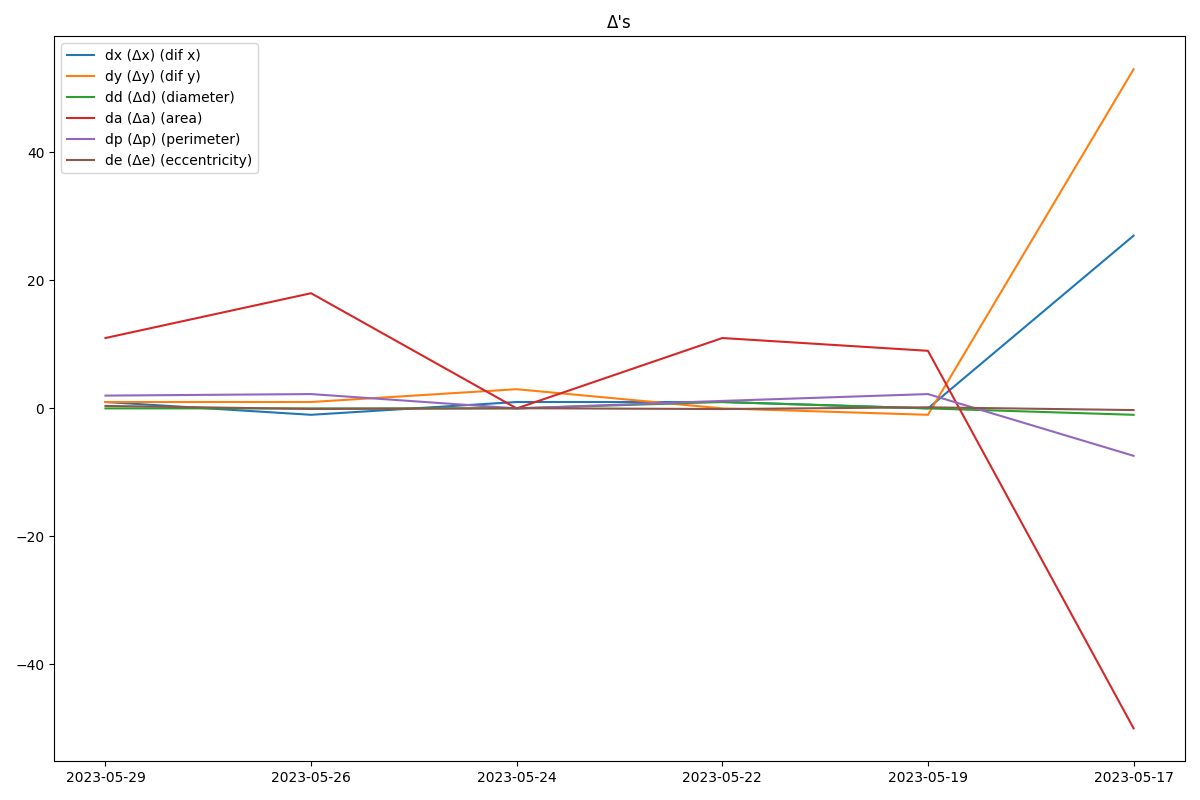 Δ's
dx (Δx) (dif x)
dy (Δy) (dif y)
dd (Δd) (diameter)
da (Δa) (area)
dp (Δp) (perimeter)
de (Δe) (eccentricity)
40
20
0
−20
−40
2023-05-29 2023-05-26 2023-05-24 2023-05-22 2023-05-19 2023-05-17